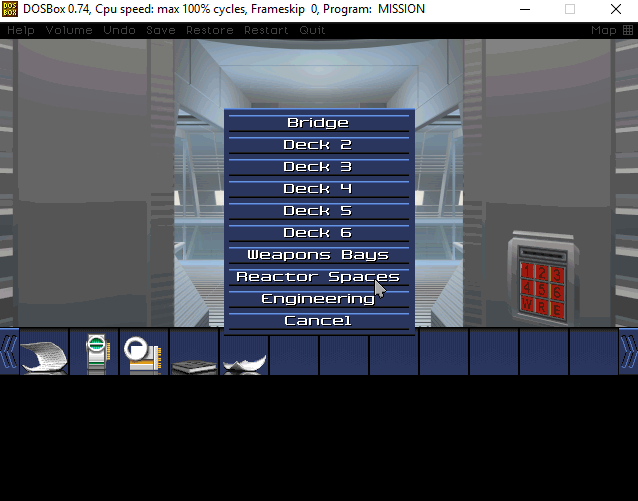 DOS
BOX
DOSBox 0.74, Cpu speed: max 100% cycles, Frameskip 0, Program: MISSION
Help Volume Undo Save Restore Restart Quit Map
Bridge
Deck 2
Deck 3
Deck 4
Deck 5
Deck 6
Weapons Bays
Reactor Spaces
Engineering
Cancel
1 2 3
4 5 6
W R E